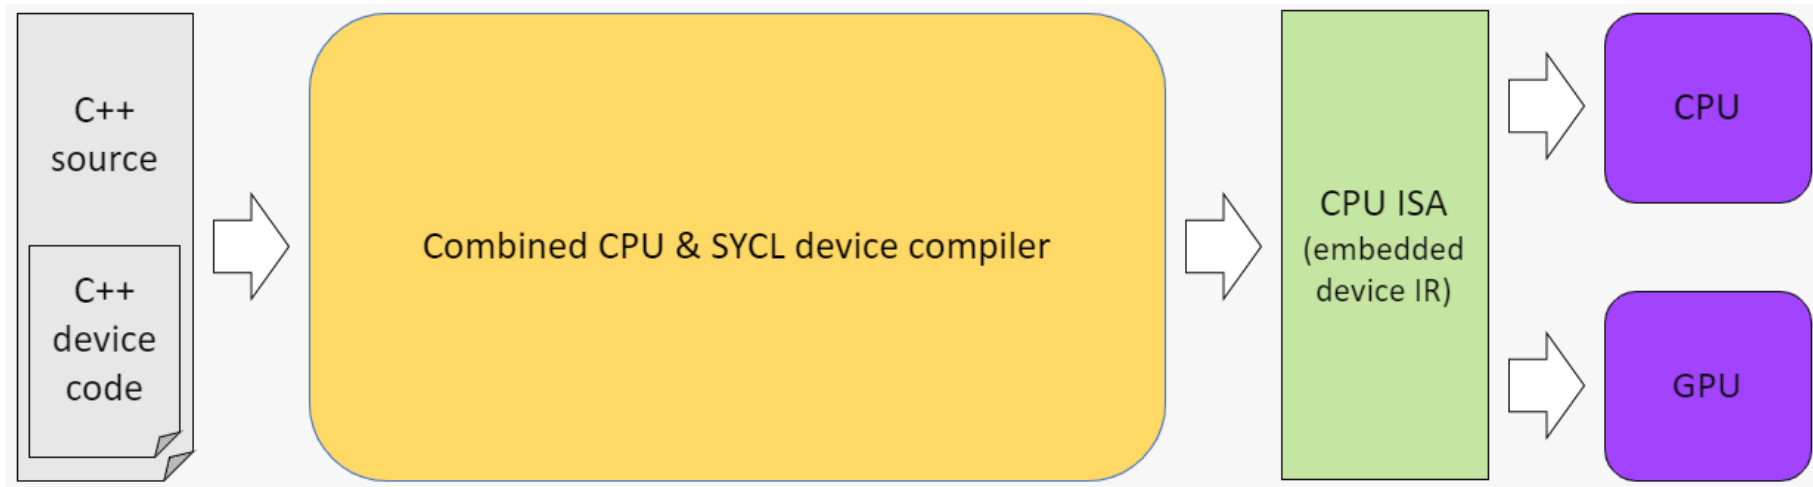 C++
source
C++
device
code
Combined CPU & SYCL device compiler
CPU ISA
(embedded
device IR)
CPU
GPU